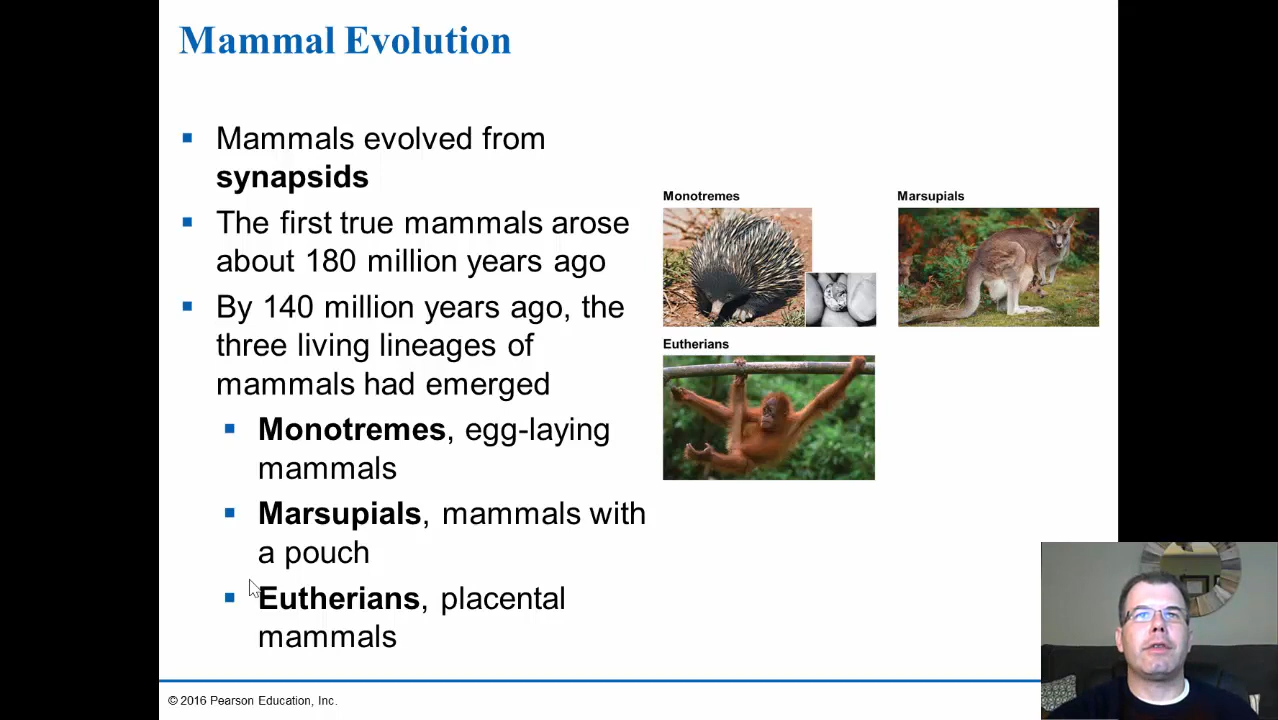 Mammal Evolution
▪ Mammals evolved from
synapsids
▪ The first true mammals arose
about 180 million years ago
▪ By 140 million years ago, the
three living lineages of
mammals had emerged
▪ Monotremes, egg-laying
mammals
▪ Marsupials, mammals with
a pouch
▪ Eutherians, placental
mammals
Monotremes
Marsupials
Eutherians
© 2016 Pearson Education, Inc.